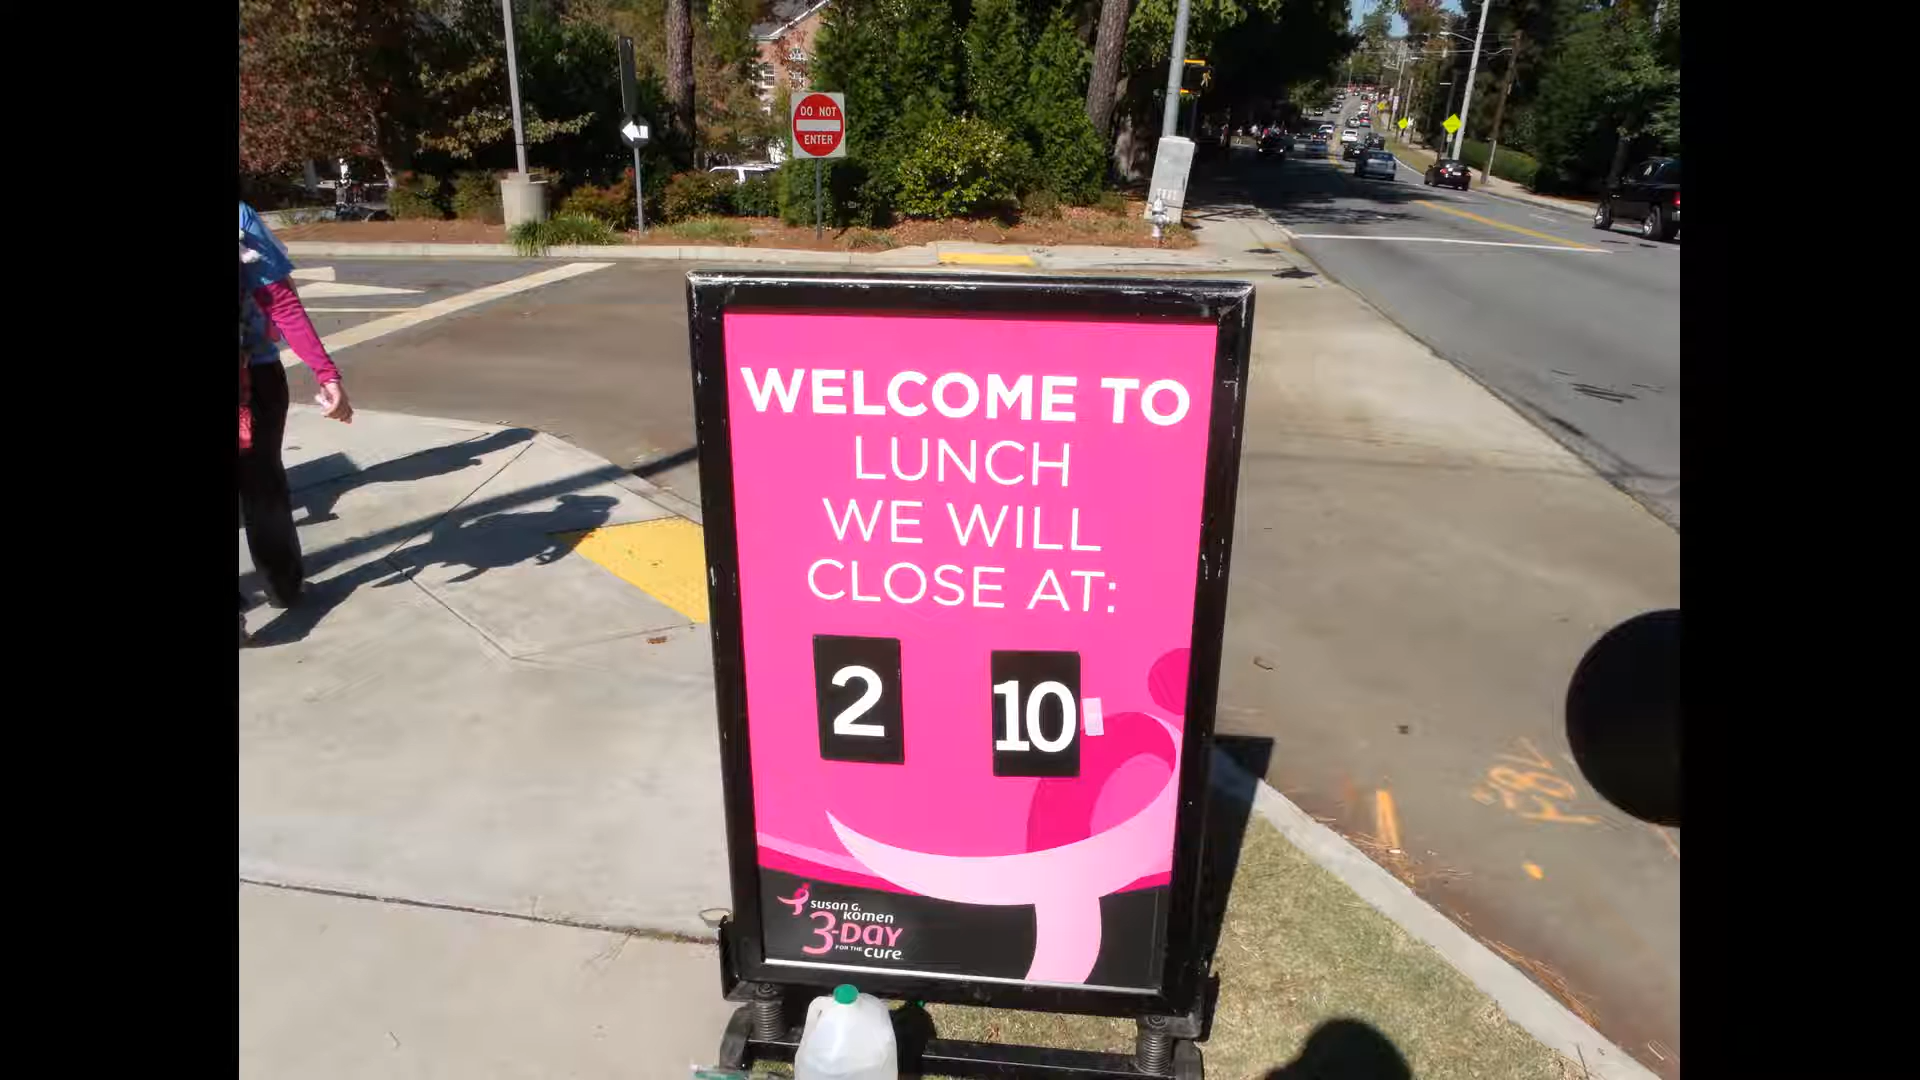 DO NOT
ENTER
WELCOME TO
LUNCH
WE WILL
CLOSE AT:
2 10
susan G.
komen
3-Day
FOR THE cure